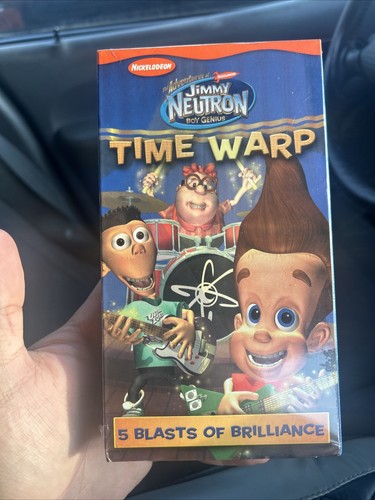 NICKELODEON
The Adventures of
JIMMY
NEUTRON
BOY GENIUS
TIME WARP
5 BLASTS OF BRILLIANCE